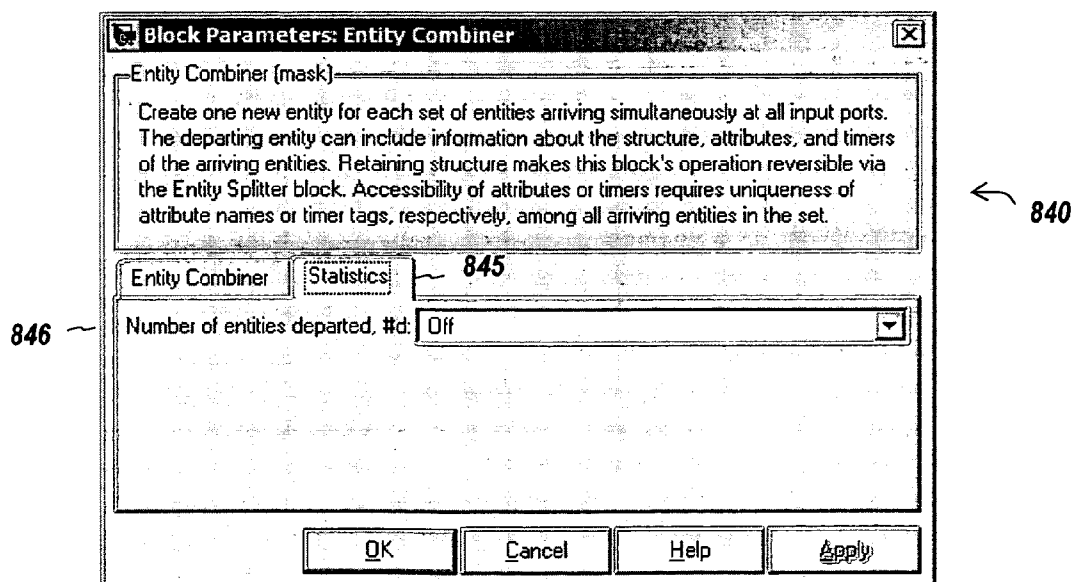 Block Parameters: Entity Combiner
Entity Combiner (mask)
Create one new entity for each set of entities arriving simultaneously at all input ports.
The departing entity can include information about the structure, attributes, and timers
of the arriving entities. Retaining structure makes this block's operation reversible via
the Entity Splitter block. Accessibility of attributes or timers requires uniqueness of
attribute names or timer tags, respectively, among all arriving entities in the set.
840
Entity Combiner Statistics 845
846 Number of entities departed, #d: Off
OK Cancel Help Apply